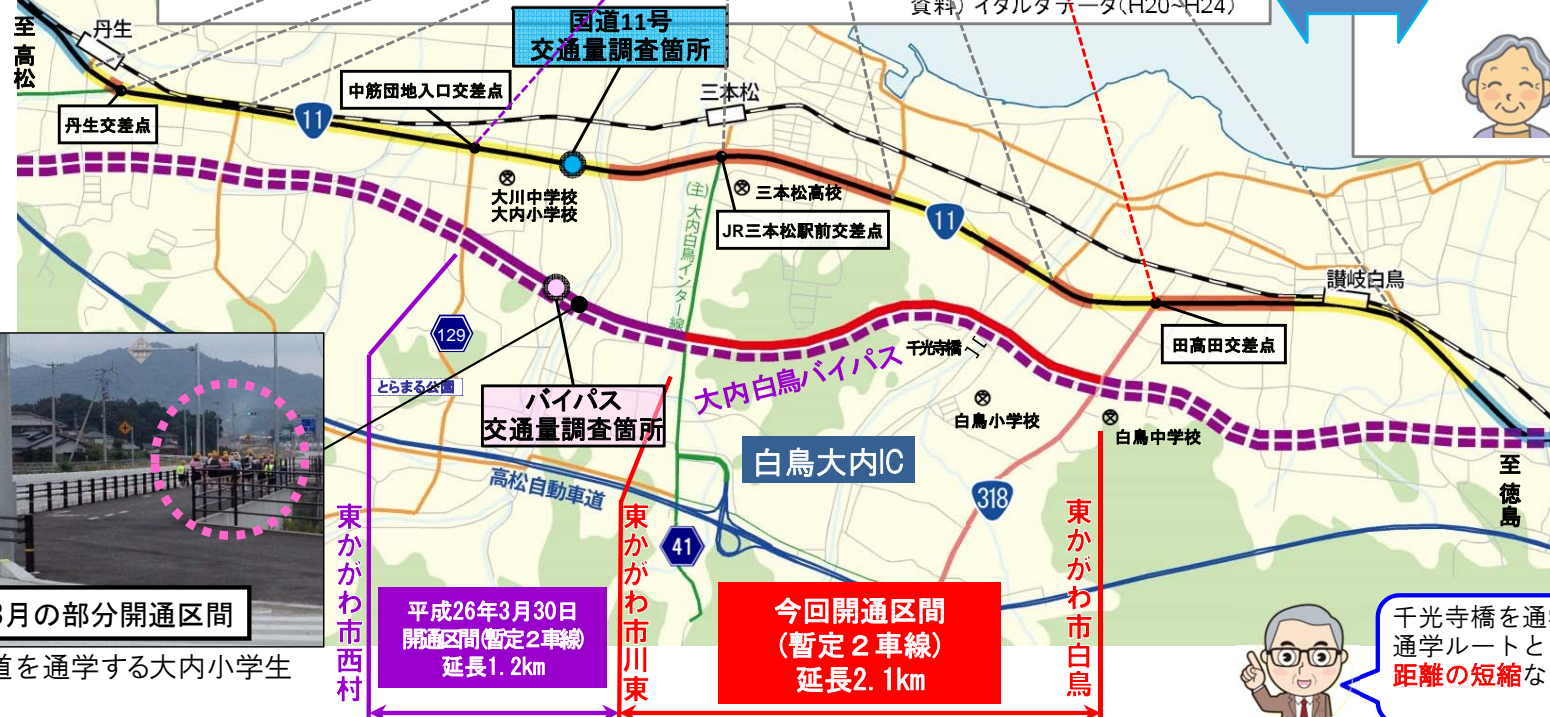 資料）イタルダデータ(H20~H24)
至高松
丹生
国道11号
交通量調査箇所
中筋団地入口交差点
三本松
丹生交差点
11
大川中学校
大内小学校
(主)大内白鳥インター線
三本松高校
JR三本松駅前交差点
11
讃岐白鳥
129
田高田交差点
千光寺橋
大内白鳥バイパス
とらまる公園
バイパス
交通量調査箇所
白鳥小学校
白鳥中学校
白鳥大内IC
高松自動車道
318
至徳島
41
東かがわ市西村
東かがわ市川東
東かがわ市白鳥
3月の部分開通区間
道を通学する大内小学生
平成26年3月30日
開通区間(暫定2車線)
延長1.2km
今回開通区間
(暫定２車線)
延長2.1km
千光寺橋を通
通学ルートと
距離の短縮な